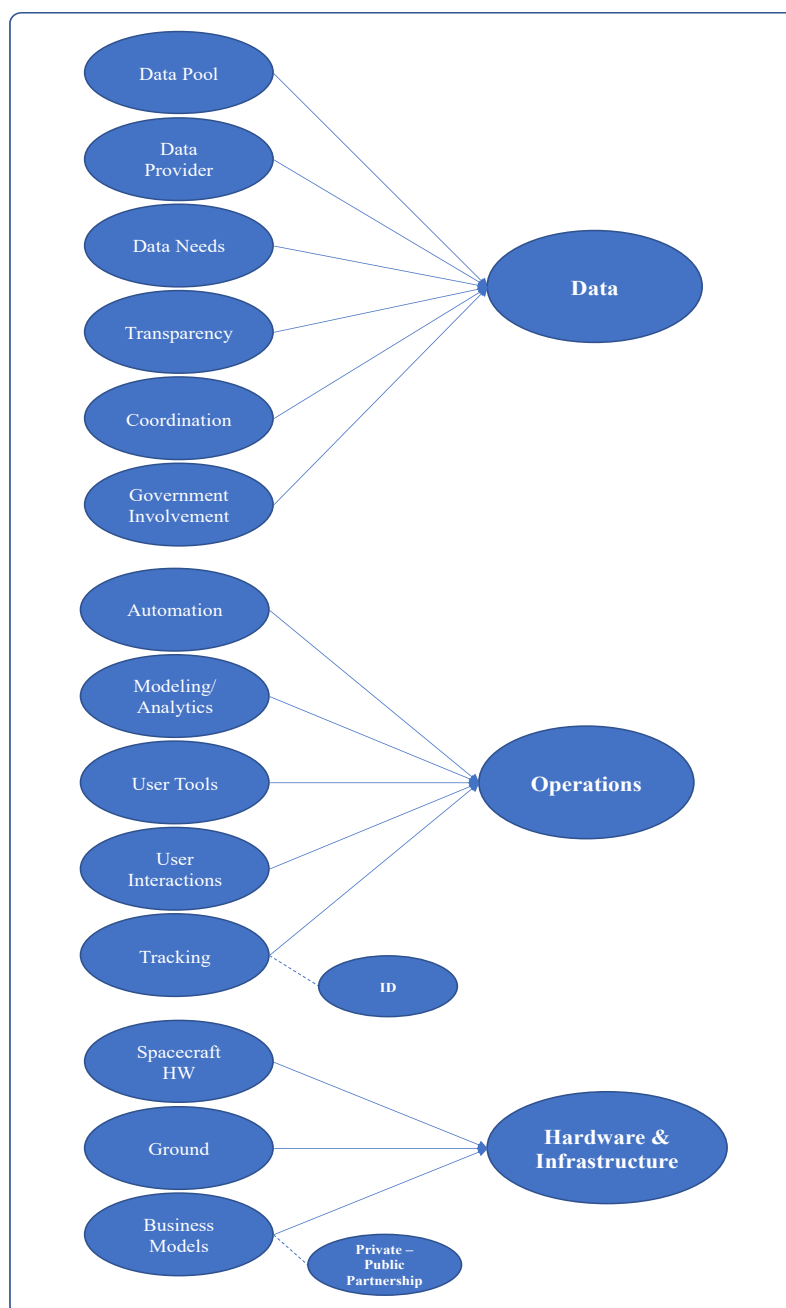 Data Pool
Data
Provider
Data Needs
Data
Transparency
Coordination
Government
Involvement
Automation
Modeling/
Analytics
User Tools
Operations
User
Interactions
Tracking
ID
Spacecraft
HW
Ground
Hardware &
Infrastructure
Business
Models
Private –
Public
Partnership